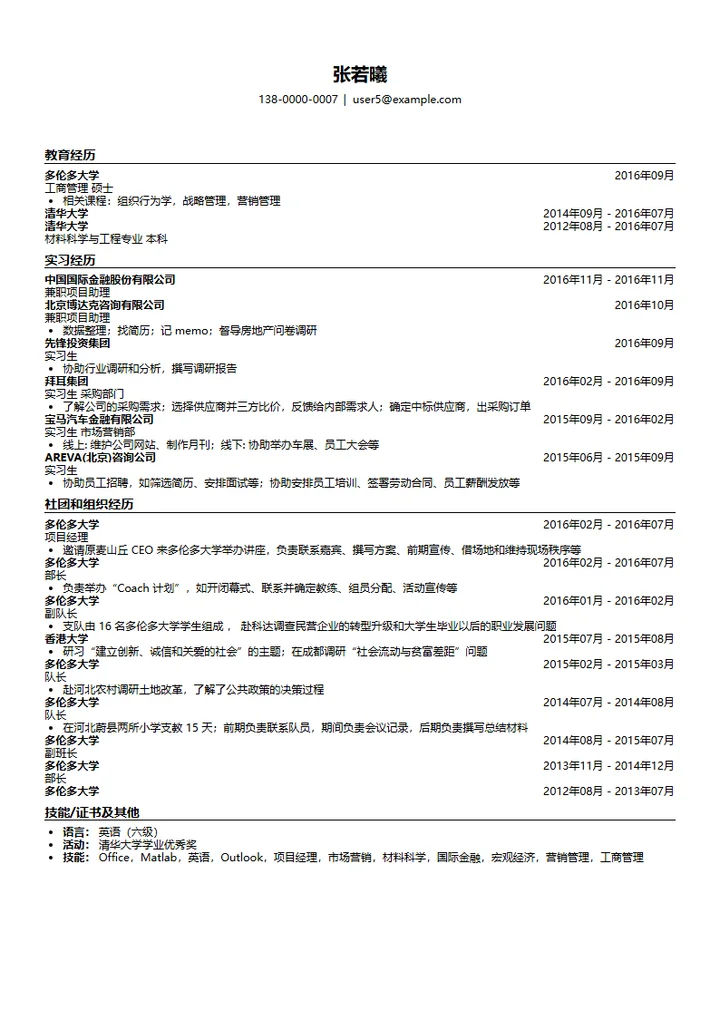 张若曦
138-0000-0007 | user5@example.com
教育经历
多伦多大学 2016年09月
工商管理 硕士
• 相关课程：组织行为学，战略管理，营销管理
清华大学 2014年09月 - 2016年07月
清华大学 2012年08月 - 2016年07月
材料科学与工程专业 本科
实习经历
中国国际金融股份有限公司 2016年11月 - 2016年11月
兼职项目助理
北京博达克咨询有限公司 2016年10月
兼职项目助理
• 数据整理；找简历；记 memo；督导房地产问卷调研
先锋投资集团 2016年09月
实习生
• 协助行业调研和分析，撰写调研报告
拜耳集团 2016年02月 - 2016年09月
实习生 采购部门
• 了解公司的采购需求；选择供应商并三方比价，反馈给内部需求人；确定中标供应商，出采购订单
宝马汽车金融有限公司 2015年09月 - 2016年02月
实习生 市场营销部
• 线上: 维护公司网站、制作月刊；线下: 协助举办车展、员工大会等
AREVA(北京)咨询公司 2015年06月 - 2015年09月
实习生
• 协助员工招聘，如筛选简历、安排面试等；协助安排员工培训、签署劳动合同、员工薪酬发放等
社团和组织经历
多伦多大学 2016年02月 - 2016年07月
项目经理
• 邀请原麦山丘 CEO 来多伦多大学举办讲座，负责联系嘉宾、撰写方案、前期宣传、借场地和维持现场秩序等
多伦多大学 2016年02月 - 2016年07月
部长
• 负责举办“Coach 计划”，如开闭幕式、联系并确定教练、组员分配、活动宣传等
多伦多大学 2016年01月 - 2016年02月
副队长
• 支队由 16 名多伦多大学学生组成 ， 赴科达调查民营企业的转型升级和大学生毕业以后的职业发展问题
香港大学 2015年07月 - 2015年08月
• 研习“建立创新、诚信和关爱的社会”的主题；在成都调研“社会流动与贫富差距”问题
多伦多大学 2015年02月 - 2015年03月
队长
• 赴河北农村调研土地改革，了解了公共政策的决策过程
多伦多大学 2014年07月 - 2014年08月
队长
• 在河北蔚县两所小学支教 15 天；前期负责联系队员，期间负责会议记录，后期负责撰写总结材料
多伦多大学 2014年08月 - 2015年07月
副班长
多伦多大学 2013年11月 - 2014年12月
部长
多伦多大学 2012年08月 - 2013年07月
技能/证书及其他
• 语言： 英语（六级）
• 活动： 清华大学学业优秀奖
• 技能： Office，Matlab，英语，Outlook，项目经理，市场营销，材料科学，国际金融，宏观经济，营销管理，工商管理